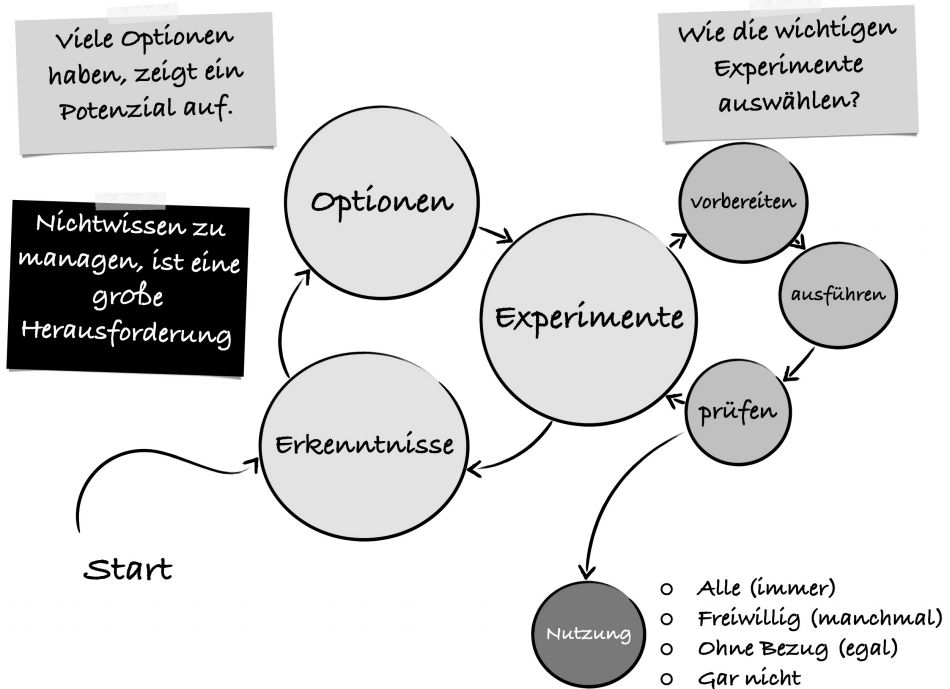 Viele Optionen
haben, zeigt ein
Potenzial auf.
Wie die wichtigen
Experimente
auswählen?
Nichtwissen zu
managen, ist eine
große
Herausforderung
Optionen
vorbereiten
ausführen
Experimente
prüfen
Erkenntnisse
Start
Nutzung
o Alle (immer)
o Freiwillig (manchmal)
o Ohne Bezug (egal)
o Gar nicht